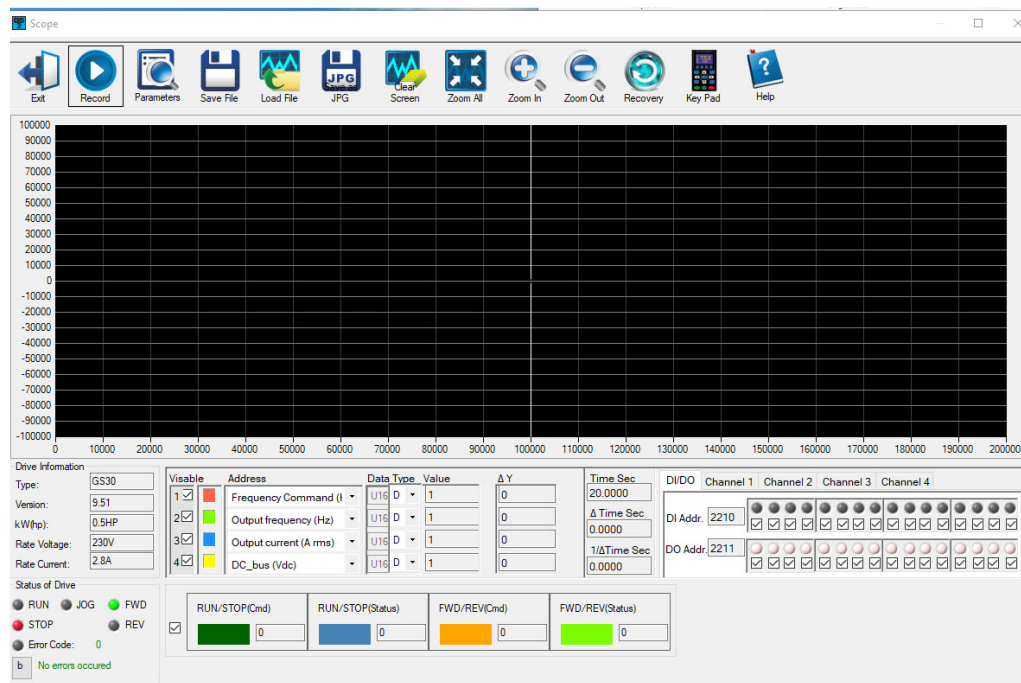 Scope
Exit Record Parameters Save File Load File Save as JPG Clear Screen Zoom All Zoom In Zoom Out Recovery Key Pad Help
JPG
100000
90000
80000
70000
60000
50000
40000
30000
20000
10000
0
-10000
-20000
-30000
-40000
-50000
-60000
-70000
-80000
-90000
-100000
0 10000 20000 30000 40000 50000 60000 70000 80000 90000 100000 110000 120000 130000 140000 150000 160000 170000 180000 190000 200000
Drive Information
Type: GS30
Version: 9.51
kW(hp): 0.5HP
Rate Voltage: 230V
Rate Current: 2.8A
Visable Address Data Type Value Δ Y
1 Frequency Command (H U16 D 1 0
2 Output frequency (Hz) U16 D 1 0
3 Output current (A rms) U16 D 1 0
4 DC_bus (Vdc) U16 D 1 0
Time Sec
20.0000
Δ Time Sec
0.0000
1/ΔTime Sec
0.0000
DI/DO Channel 1 Channel 2 Channel 3 Channel 4
DI Addr. 2210
DO Addr. 2211
Status of Drive
RUN JOG FWD
STOP REV
Error Code: 0
b No errors occured
RUN/STOP(Cmd) RUN/STOP(Status) FWD/REV(Cmd) FWD/REV(Status)
0 0 0 0